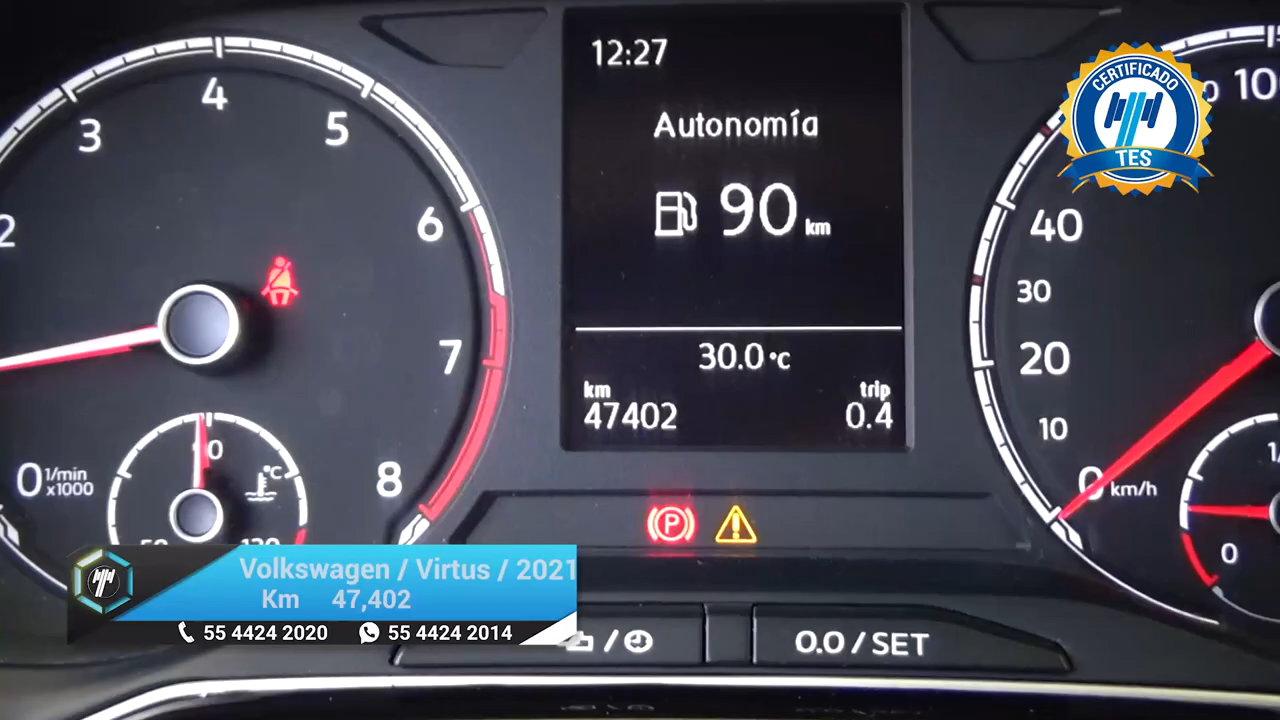 12:27
Autonomía
90 km
30.0 °C
km
47402
trip
0.4
2
3
4
5
6
7
8
0 1/min
x1000
90
°C
130
P
CERTIFICADO
TES
10
40
30
20
10
0 km/h
0
Volkswagen / Virtus / 2021
Km 47,402
55 4424 2020
55 4424 2014
0.0 / SET